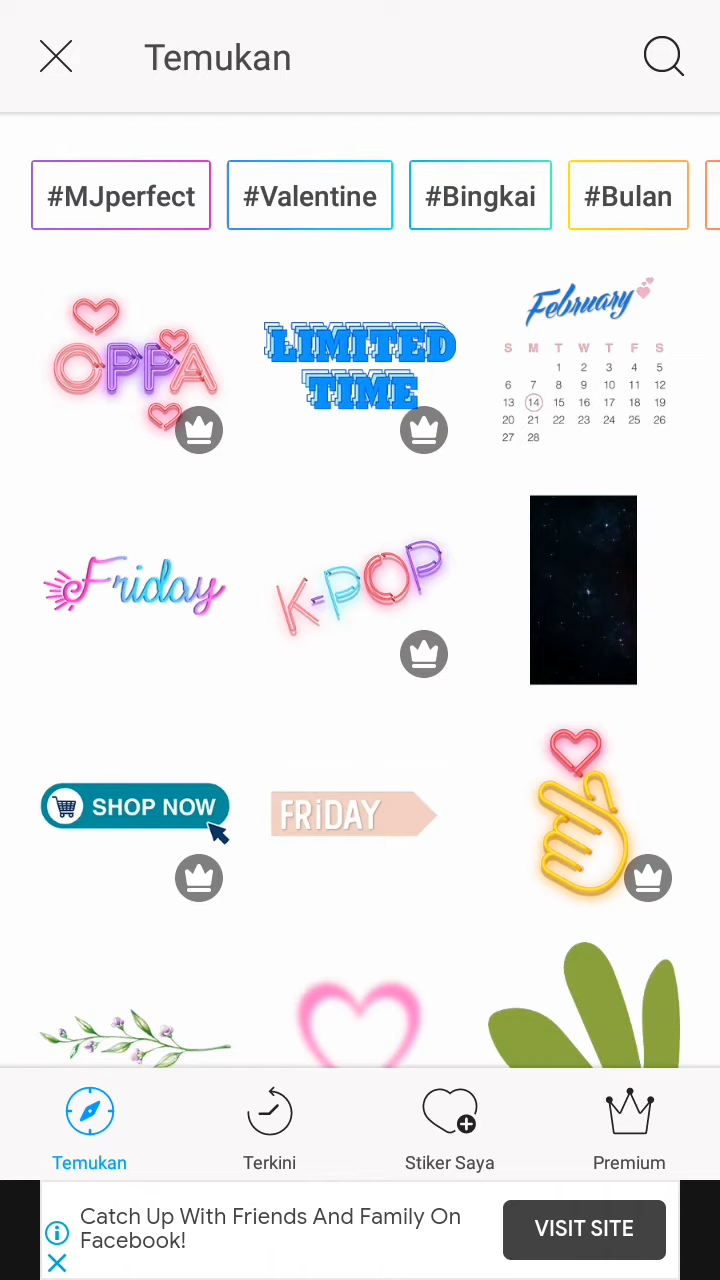 Temukan
#MJperfect #Valentine #Bingkai #Bulan
OPPA
LIMITED
TIME
February
S M T W T F S
1 2 3 4 5
6 7 8 9 10 11 12
13 14 15 16 17 18 19
20 21 22 23 24 25 26
27 28
Friday
K-POP
SHOP NOW
FRiDAY
Temukan
Terkini
Stiker Saya
Premium
Catch Up With Friends And Family On
Facebook!
VISIT SITE